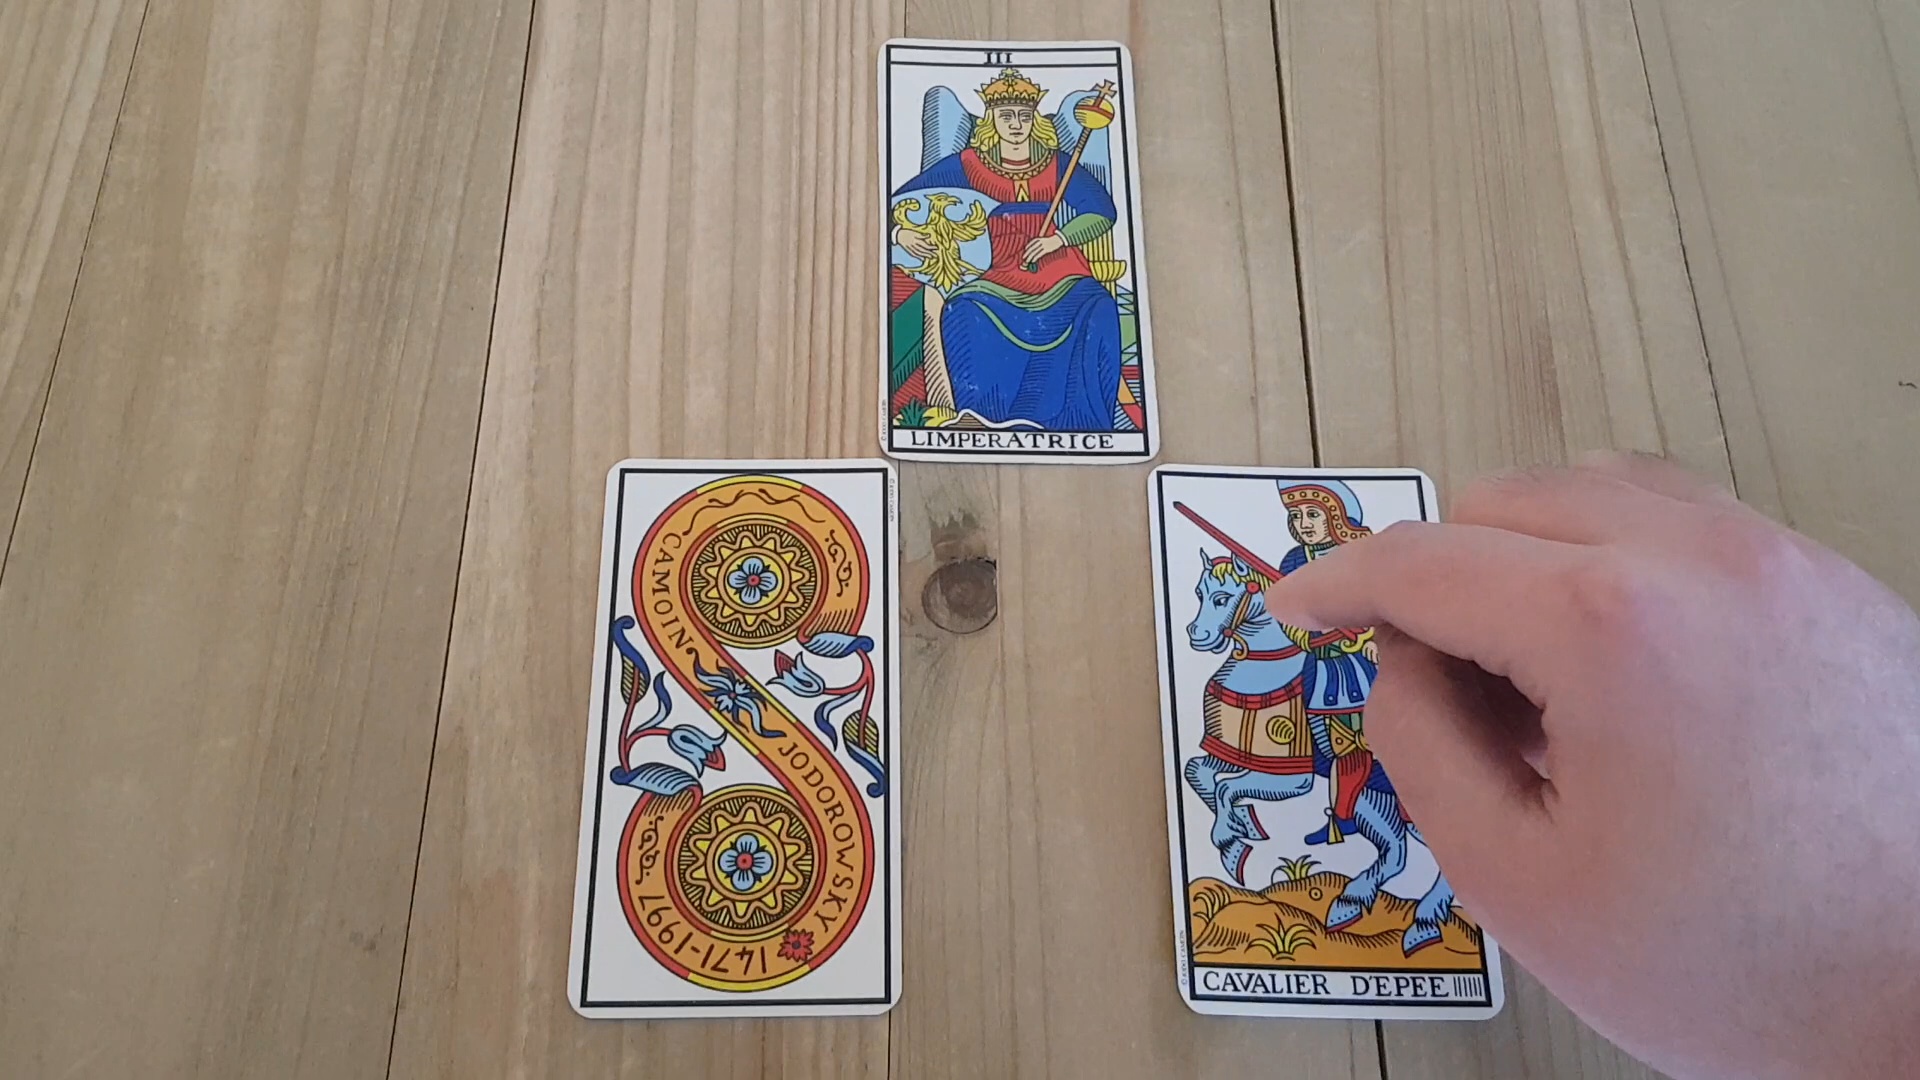 III
LIMPERATRICE
CAMOIN
JODOROWSKY
1471-1997
CAVALIER D'EPEE